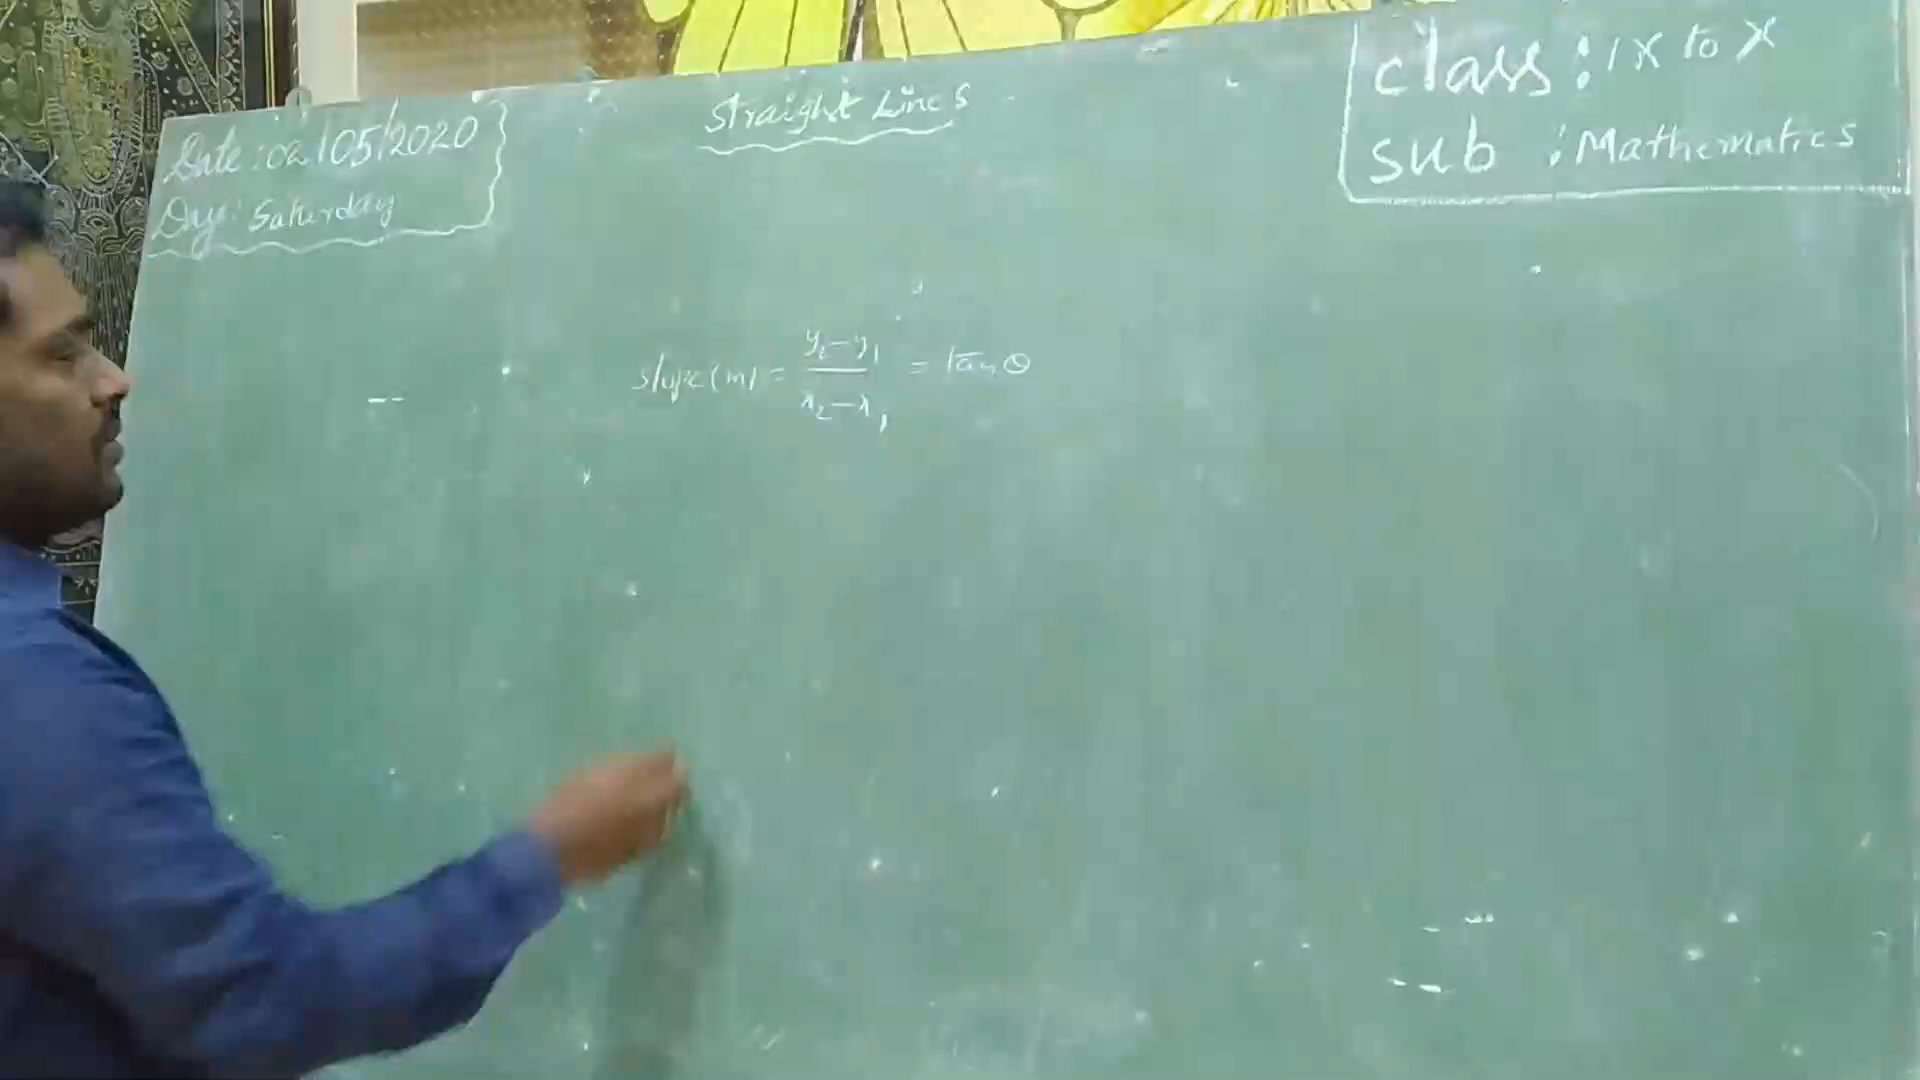 Date : 02/05/2020
Day : Saturday
Straight Lines
class : IX to X
sub : Mathematics
slope(m) = y₂-y₁ / x₂-x₁ = tan θ